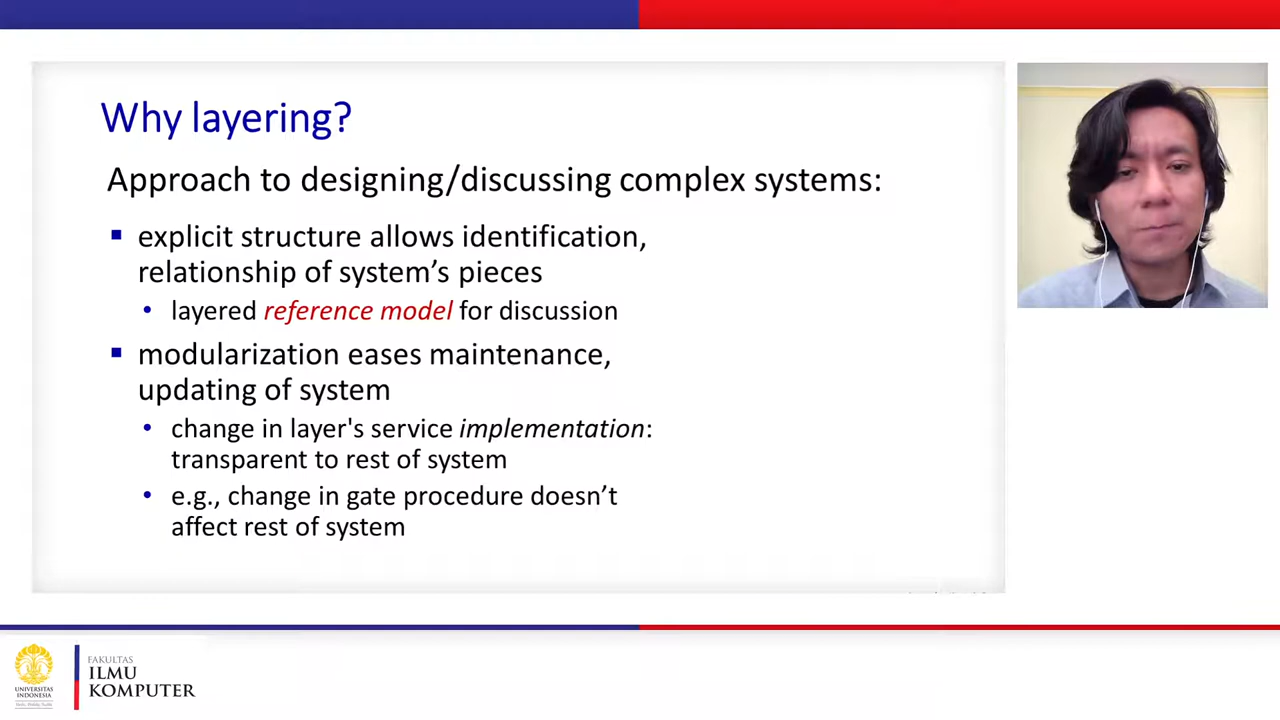 Why layering?
Approach to designing/discussing complex systems:
explicit structure allows identification,
relationship of system’s pieces
layered reference model for discussion
modularization eases maintenance,
updating of system
change in layer's service implementation:
transparent to rest of system
e.g., change in gate procedure doesn’t
affect rest of system
UNIVERSITAS
INDONESIA
FAKULTAS
ILMU
KOMPUTER